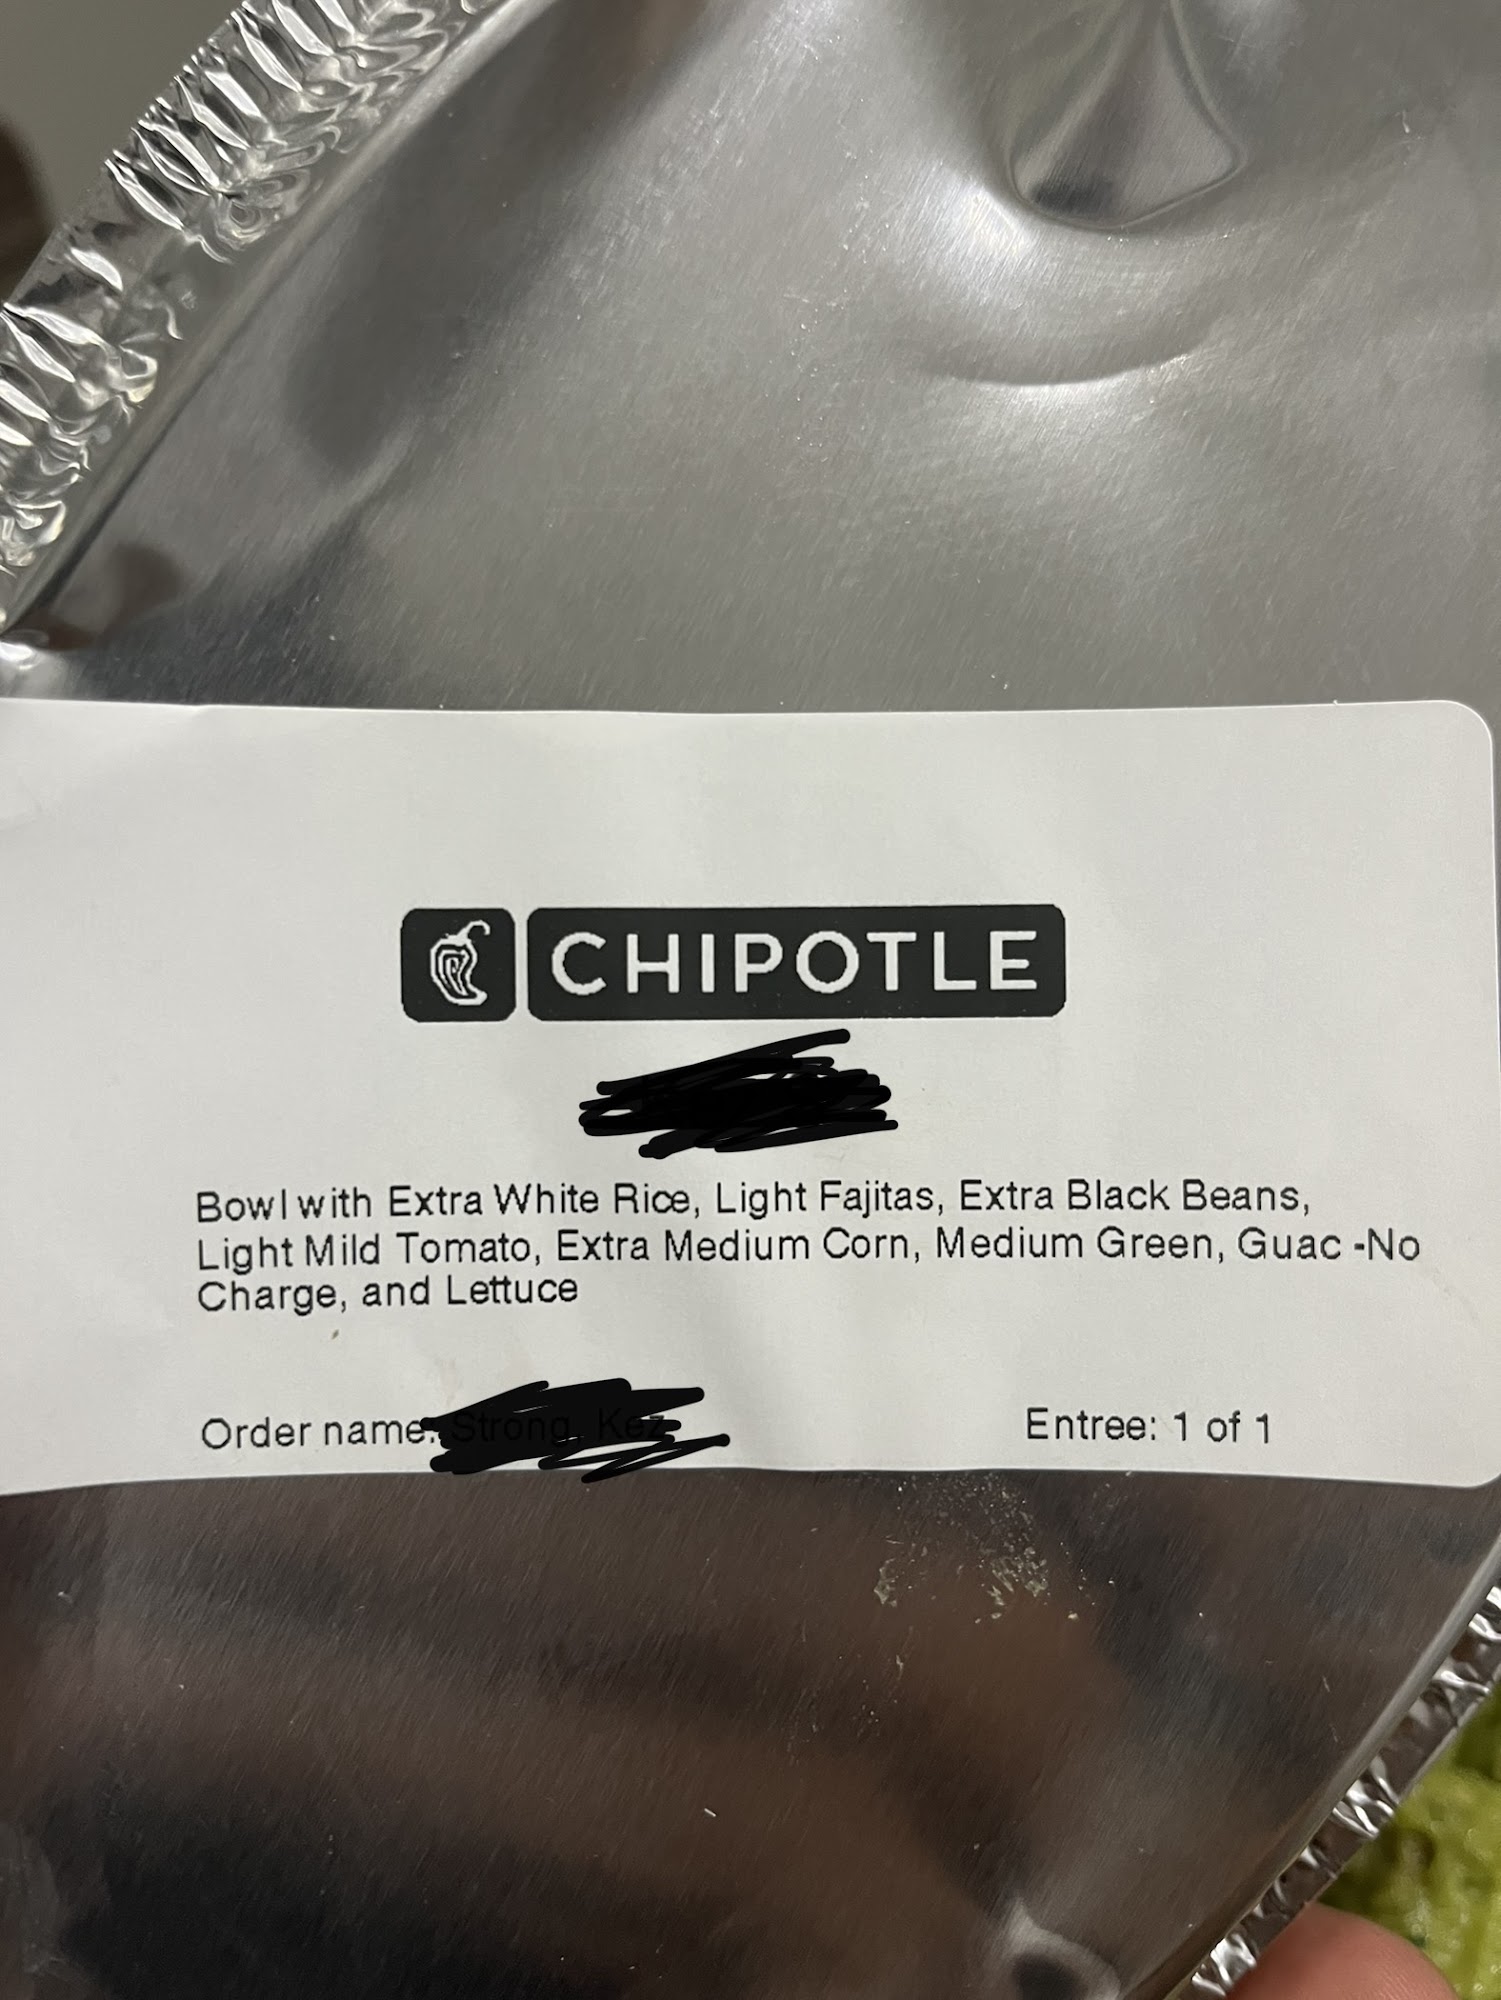 CHIPOTLE
Bowl with Extra White Rice, Light Fajitas, Extra Black Beans,
Light Mild Tomato, Extra Medium Corn, Medium Green, Guac -No
Charge, and Lettuce
Order name:
Entree: 1 of 1